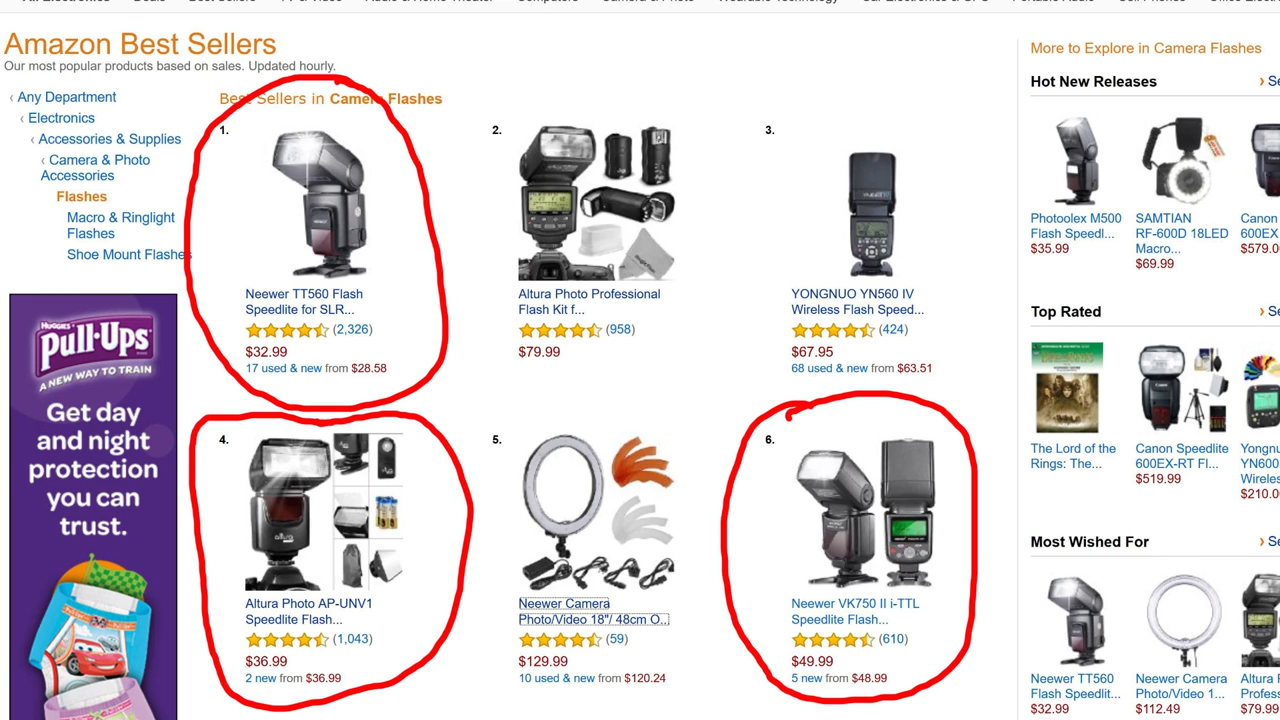 Amazon Best Sellers
Our most popular products based on sales. Updated hourly.
‹ Any Department
‹ Electronics
‹ Accessories & Supplies
‹ Camera & Photo
Accessories
Flashes
Macro & Ringlight
Flashes
Shoe Mount Flashes
HUGGIES
Pull·Ups
A NEW WAY TO TRAIN
Get day
and night
protection
you can
trust.
Best Sellers in Camera Flashes
1.
Neewer TT560 Flash
Speedlite for SLR...
(2,326)
$32.99
17 used & new from $28.58
2.
Altura Photo Professional
Flash Kit f...
(958)
$79.99
3.
YONGNUO YN560 IV
Wireless Flash Speed...
(424)
$67.95
68 used & new from $63.51
4.
altura
Altura Photo AP-UNV1
Speedlite Flash...
(1,043)
$36.99
2 new from $36.99
5.
Neewer Camera
Photo/Video 18"/ 48cm O...
(59)
$129.99
10 used & new from $120.24
6.
Neewer VK750 II i-TTL
Speedlite Flash...
(610)
$49.99
5 new from $48.99
More to Explore in Camera Flashes
Hot New Releases
› Se
Photoolex M500
Flash Speedl...
$35.99
SAMTIAN
RF-600D 18LED
Macro...
$69.99
Canon
600EX
$579.0
Top Rated
› Se
The Lord of the
Rings: The...
Canon Speedlite
600EX-RT Fl...
$519.99
Yongnu
YN600
Wireles
$210.0
Most Wished For
› Se
Neewer TT560
Flash Speedlit...
$32.99
Neewer Camera
Photo/Video 1...
$112.49
Altura F
Profess
$79.99